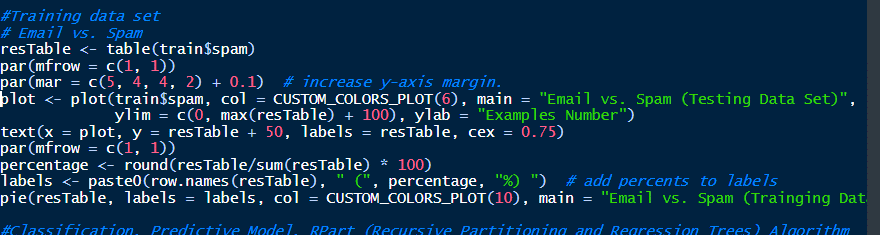 #Training data set
# Email vs. Spam
resTable <- table(train$spam)
par(mfrow = c(1, 1))
par(mar = c(5, 4, 4, 2) + 0.1)  # increase y-axis margin.
plot <- plot(train$spam, col = CUSTOM_COLORS_PLOT(6), main = "Email vs. Spam (Testing Data Set)",
ylim = c(0, max(resTable) + 100), ylab = "Examples Number")
text(x = plot, y = resTable + 50, labels = resTable, cex = 0.75)
par(mfrow = c(1, 1))
percentage <- round(resTable/sum(resTable) * 100)
labels <- paste0(row.names(resTable), " (", percentage, "%) ")  # add percents to labels
pie(resTable, labels = labels, col = CUSTOM_COLORS_PLOT(10), main = "Email vs. Spam (Trainging Dat
#Classification. Predictive Model. RPart (Recursive Partitioning and Regression Trees) Algorithm